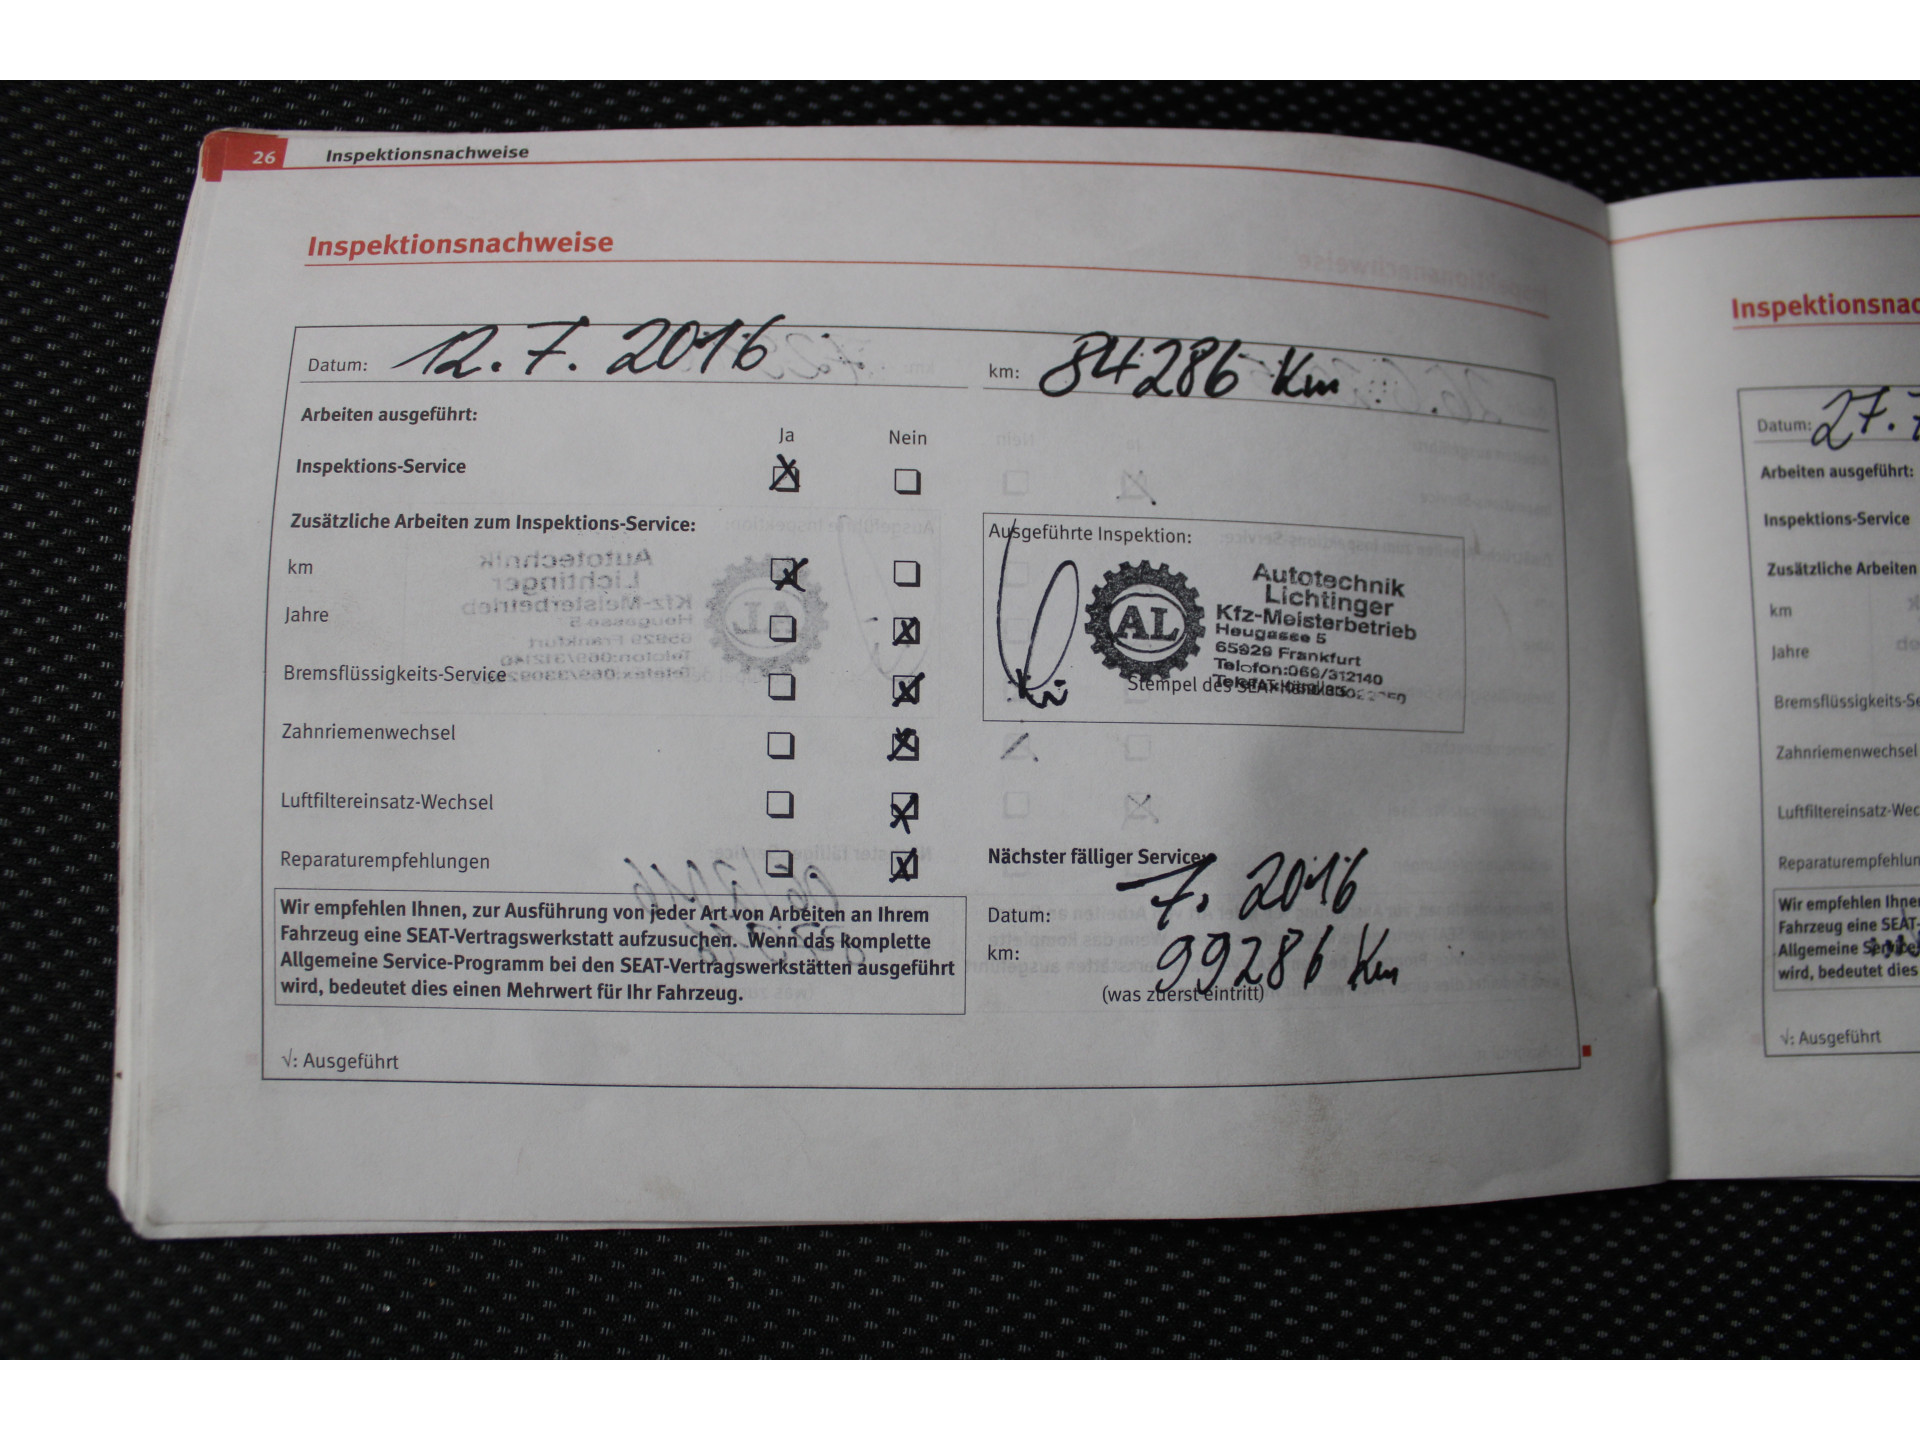 26 Inspektionsnachweise
Inspektionsnachweise
Datum: 12.7.2016 km: 84286 Km
Arbeiten ausgeführt:
Ja Nein
Inspektions-Service
Zusätzliche Arbeiten zum Inspektions-Service:
km
Jahre
Bremsflüssigkeits-Service
Zahnriemenwechsel
Luftfiltereinsatz-Wechsel
Reparaturempfehlungen
Wir empfehlen Ihnen, zur Ausführung von jeder Art von Arbeiten an Ihrem
Fahrzeug eine SEAT-Vertragswerkstatt aufzusuchen. Wenn das komplette
Allgemeine Service-Programm bei den SEAT-Vertragswerkstätten ausgeführt
wird, bedeutet dies einen Mehrwert für Ihr Fahrzeug.
√: Ausgeführt
Ausgeführte Inspektion:
AL
Autotechnik
Lichtinger
Kfz-Meisterbetrieb
Heugasse 5
65929 Frankfurt
Telefon:069/312140
Stempel des SEAT-Händlers
Nächster fälliger Service:
Datum: 7. 2016
km: 99286 Km
(was zuerst eintritt)
Inspektionsnac
Datum: 27.7
Arbeiten ausgeführt:
Inspektions-Service
Zusätzliche Arbeiten
km
Jahre
Bremsflüssigkeits-Se
Zahnriemenwechsel
Luftfiltereinsatz-Wec
Reparaturempfehlun
Wir empfehlen Ihnen
Fahrzeug eine SEAT-
Allgemeine Service
wird, bedeutet dies
√: Ausgeführt